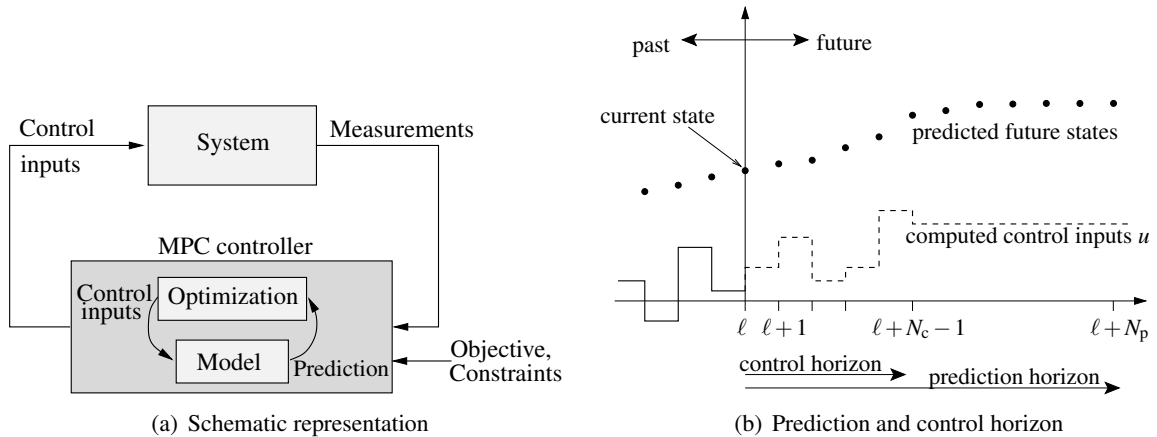 Control
inputs
System
Measurements
MPC controller
Control
inputs
Optimization
Model
Prediction
Objective,
Constraints
(a) Schematic representation
past
future
current state
predicted future states
computed control inputs u
ℓ
ℓ + 1
ℓ + N_c − 1
ℓ + N_p
control horizon
prediction horizon
(b) Prediction and control horizon